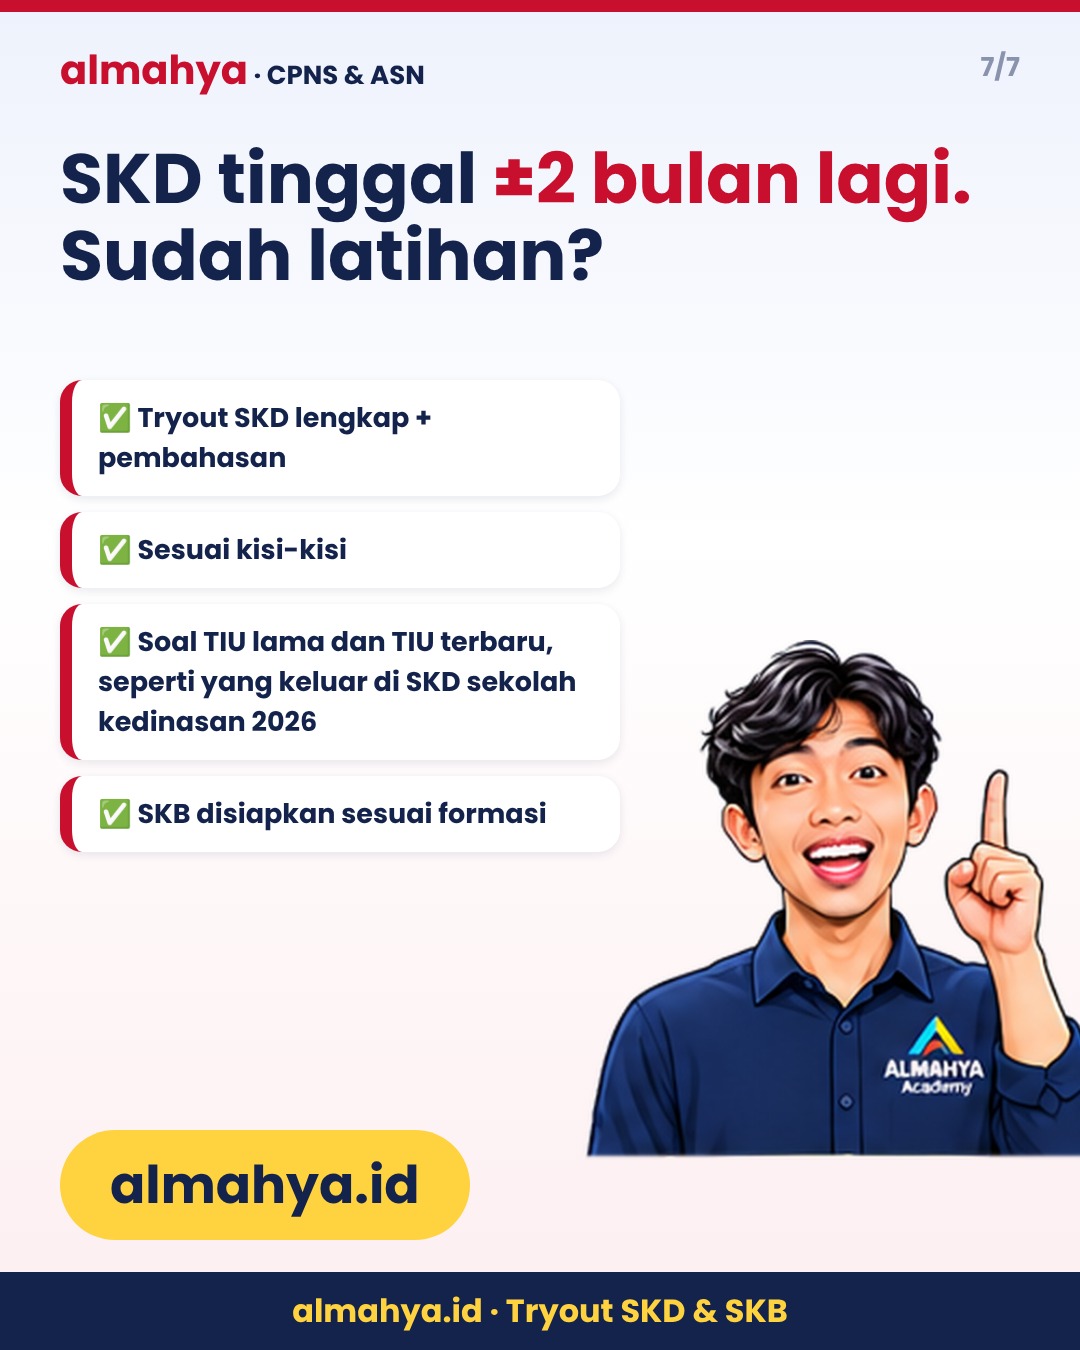 almahya · CPNS & ASN
7/7
SKD tinggal ±2 bulan lagi.
Sudah latihan?
✅ Tryout SKD lengkap +
pembahasan
✅ Sesuai kisi-kisi
✅ Soal TIU lama dan TIU terbaru,
seperti yang keluar di SKD sekolah
kedinasan 2026
✅ SKB disiapkan sesuai formasi
ALMAHYA
Academy
almahya.id
almahya.id · Tryout SKD & SKB